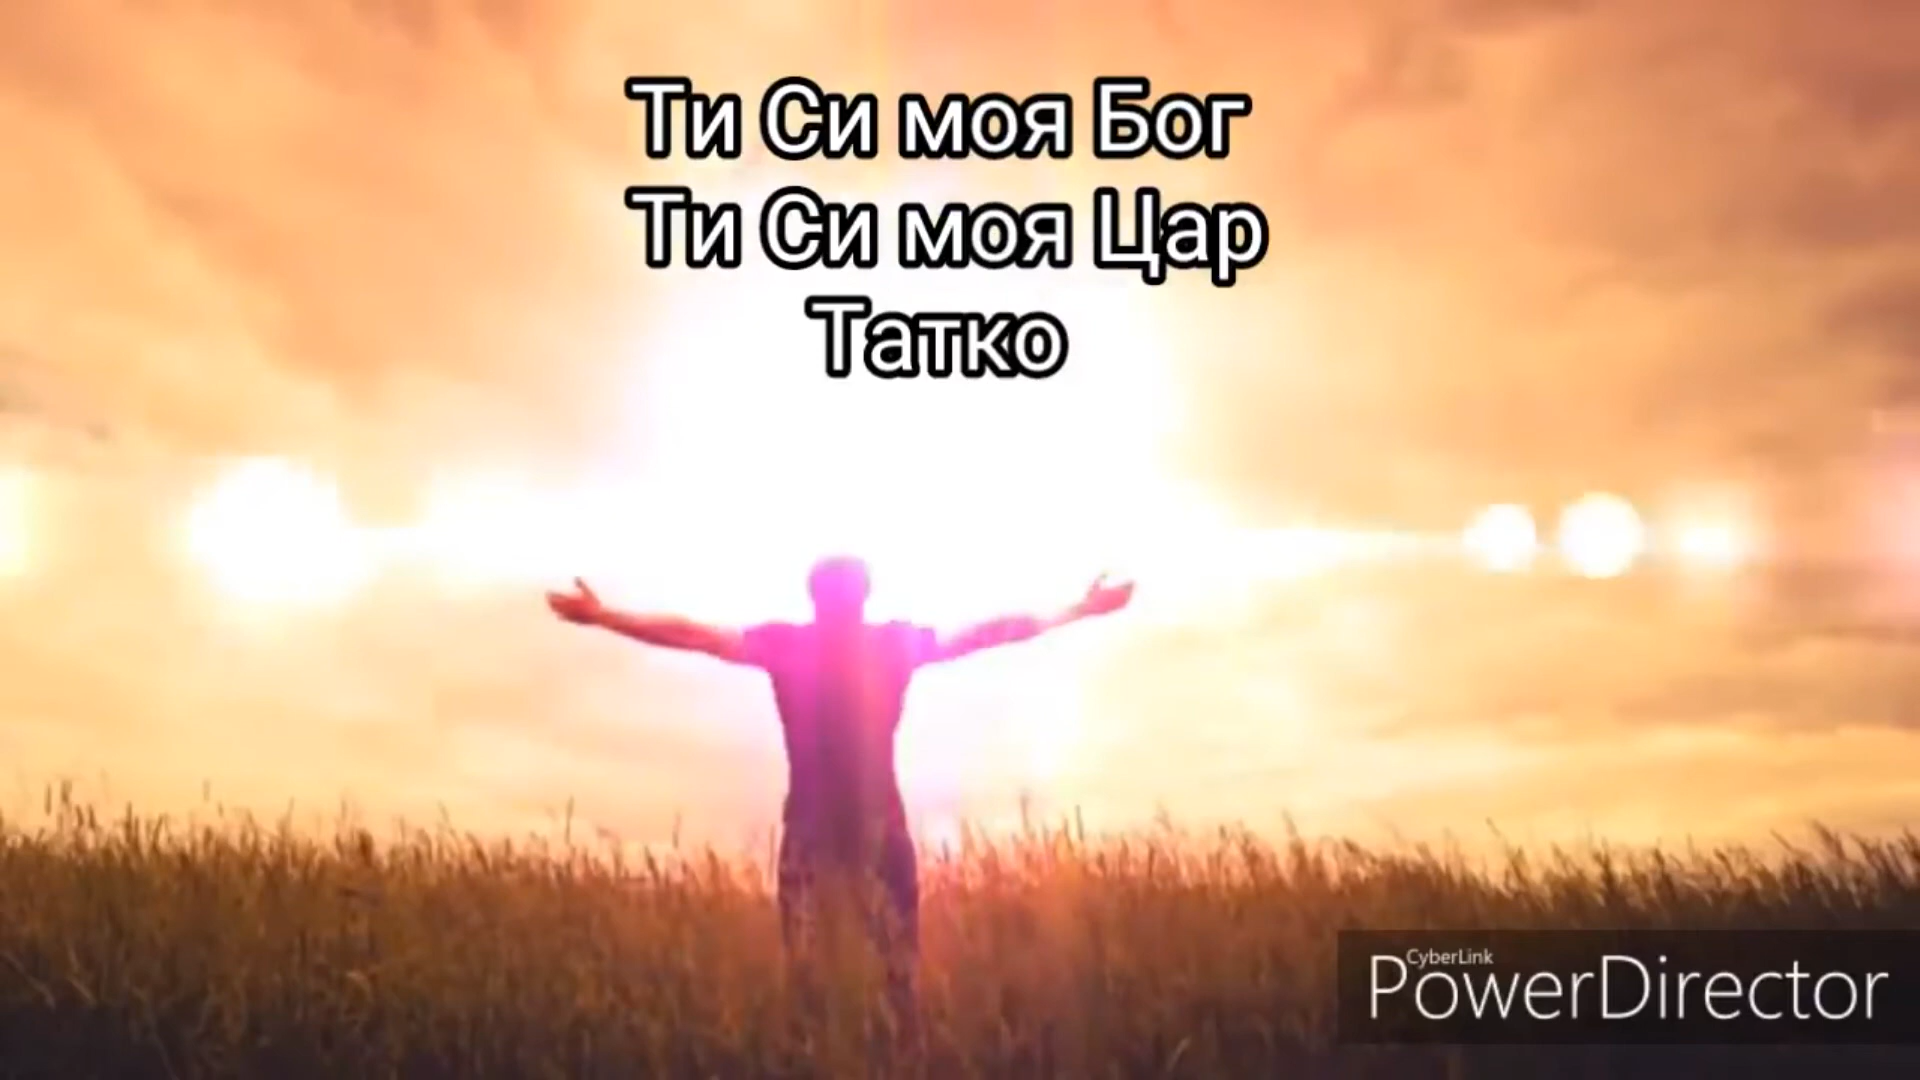 Ти Си моя Бог
Ти Си моя Цар
Татко
CyberLink
PowerDirector